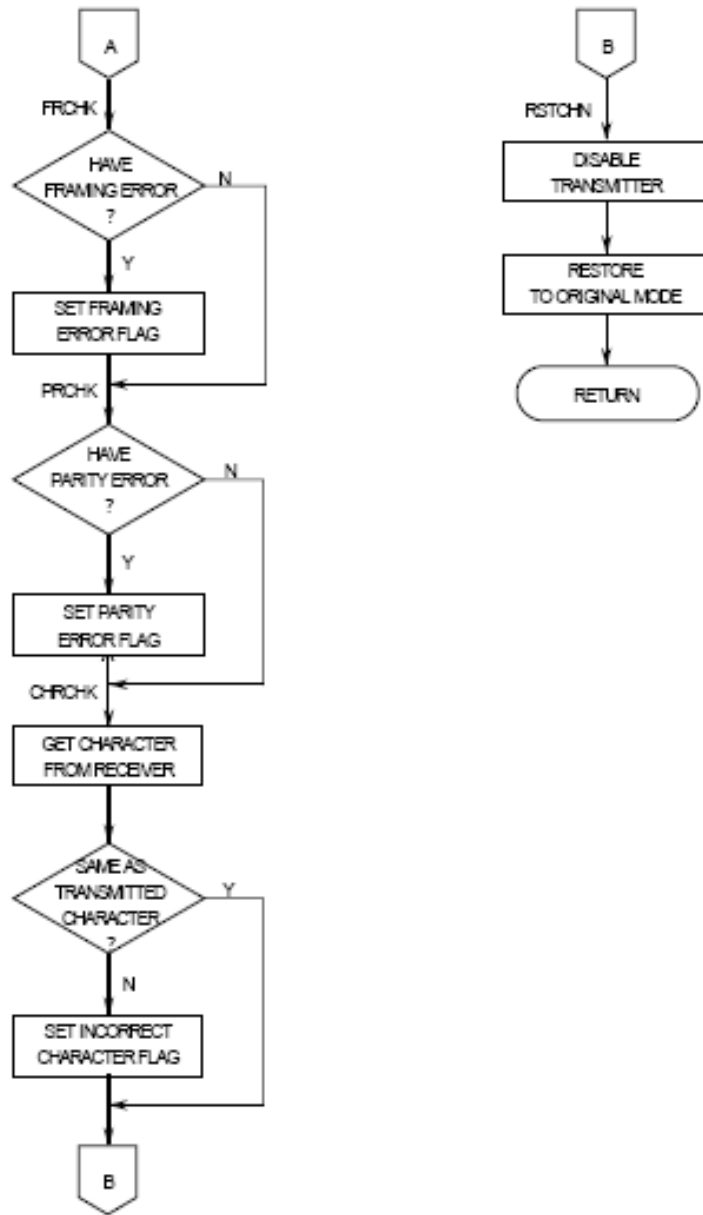 A
FRCHK
HAVE
FRAMING ERROR
?
N
Y
SET FRAMING
ERROR FLAG
PRCHK
HAVE
PARITY ERROR
?
N
Y
SET PARITY
ERROR FLAG
CHRCHK
GET CHARACTER
FROM RECEIVER
SAME AS
TRANSMITTED
CHARACTER
?
Y
N
SET INCORRECT
CHARACTER FLAG
B
B
RSTCHN
DISABLE
TRANSMITTER
RESTORE
TO ORIGINAL MODE
RETURN